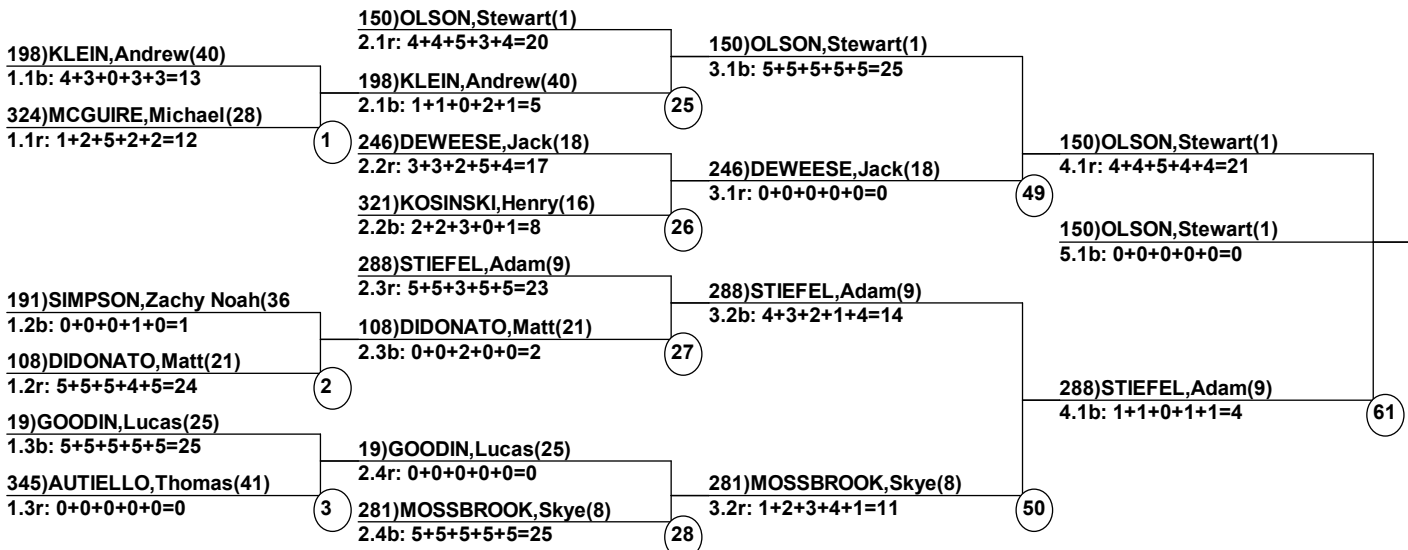 198)KLEIN,Andrew(40)
1.1b: 4+3+0+3+3=13
324)MCGUIRE,Michael(28)
1.1r: 1+2+5+2+2=12
1
191)SIMPSON,Zachy Noah(36
1.2b: 0+0+0+1+0=1
108)DIDONATO,Matt(21)
1.2r: 5+5+5+4+5=24
2
19)GOODIN,Lucas(25)
1.3b: 5+5+5+5+5=25
345)AUTIELLO,Thomas(41)
1.3r: 0+0+0+0+0=0
3
150)OLSON,Stewart(1)
2.1r: 4+4+5+3+4=20
198)KLEIN,Andrew(40)
2.1b: 1+1+0+2+1=5
25
246)DEWEESE,Jack(18)
2.2r: 3+3+2+5+4=17
321)KOSINSKI,Henry(16)
2.2b: 2+2+3+0+1=8
26
288)STIEFEL,Adam(9)
2.3r: 5+5+3+5+5=23
108)DIDONATO,Matt(21)
2.3b: 0+0+2+0+0=2
27
19)GOODIN,Lucas(25)
2.4r: 0+0+0+0+0=0
281)MOSSBROOK,Skye(8)
2.4b: 5+5+5+5+5=25
28
150)OLSON,Stewart(1)
3.1b: 5+5+5+5+5=25
246)DEWEESE,Jack(18)
3.1r: 0+0+0+0+0=0
49
288)STIEFEL,Adam(9)
3.2b: 4+3+2+1+4=14
281)MOSSBROOK,Skye(8)
3.2r: 1+2+3+4+1=11
50
150)OLSON,Stewart(1)
4.1r: 4+4+5+4+4=21
150)OLSON,Stewart(1)
5.1b: 0+0+0+0+0=0
288)STIEFEL,Adam(9)
4.1b: 1+1+0+1+1=4
61